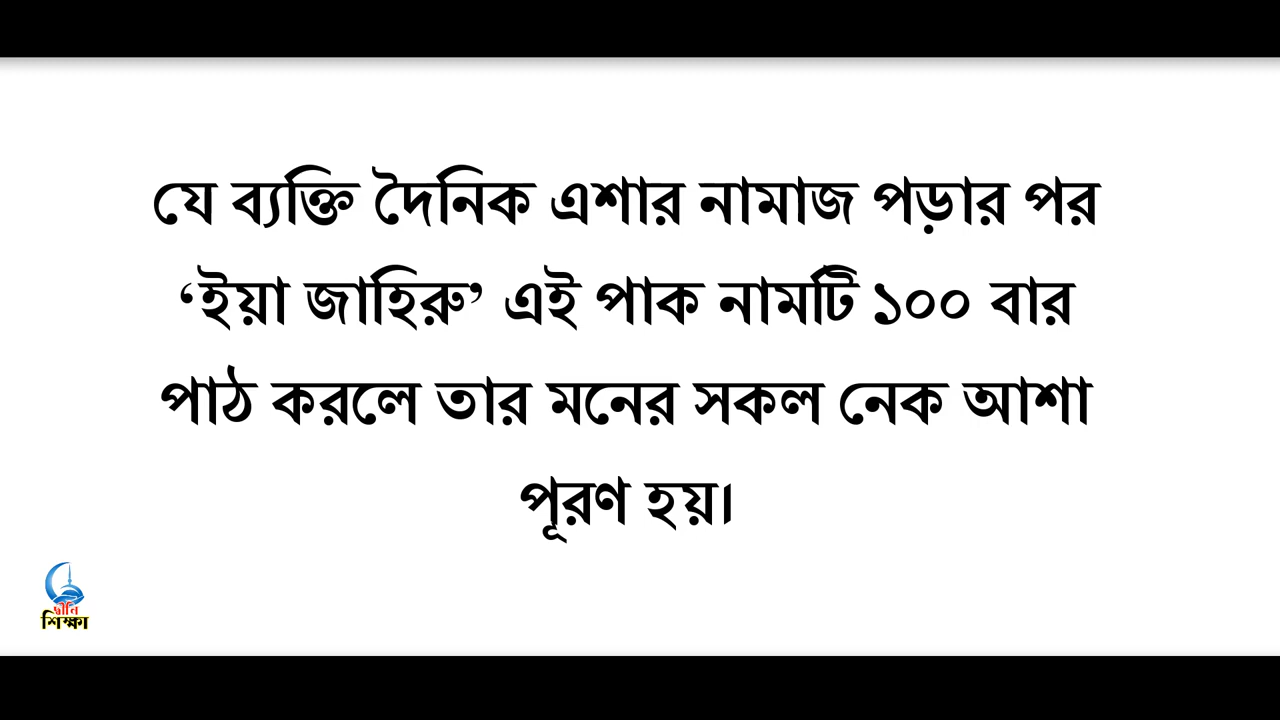 যে ব্যক্তি দৈনিক এশার নামাজ পড়ার পর
‘ইয়া জাহিরু’ এই পাক নামটি ১০০ বার
পাঠ করলে তার মনের সকল নেক আশা
পূরণ হয়।
দ্বীনি
শিক্ষা